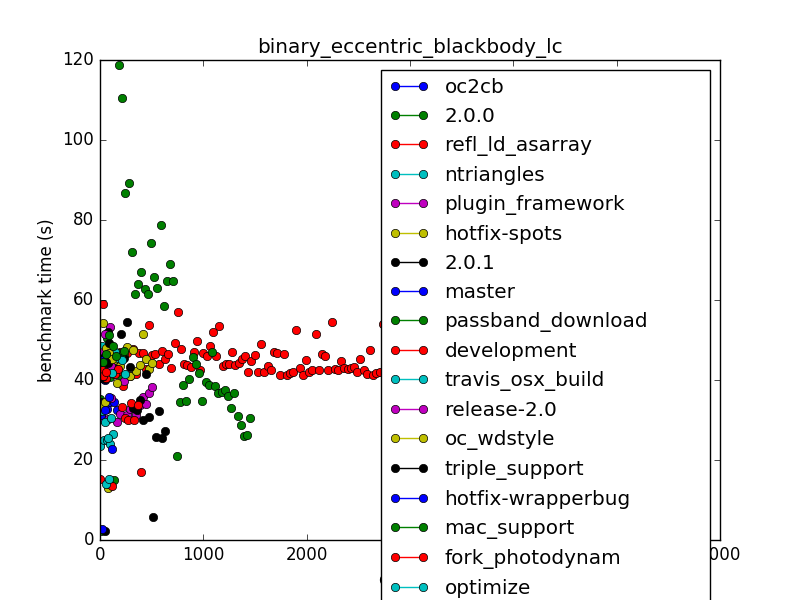 binary_eccentric_blackbody_lc
benchmark time (s)
120
100
80
60
40
20
0
0
1000
2000
000
oc2cb
2.0.0
refl_ld_asarray
ntriangles
plugin_framework
hotfix-spots
2.0.1
master
passband_download
development
travis_osx_build
release-2.0
oc_wdstyle
triple_support
hotfix-wrapperbug
mac_support
fork_photodynam
optimize